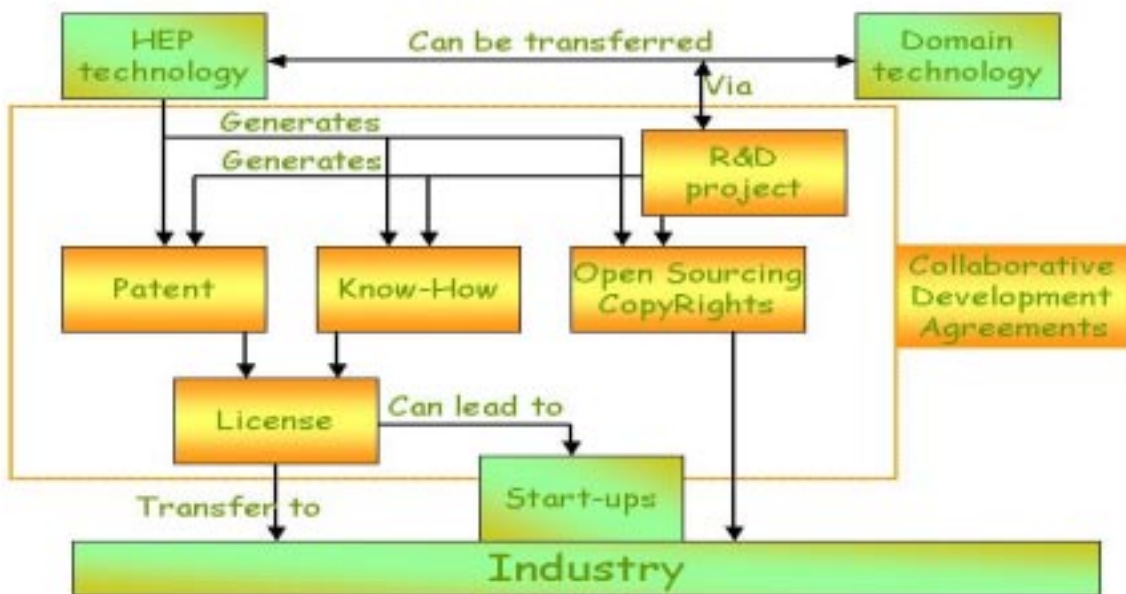 HEP
technology
Can be transferred
Domain
technology
Via
Generates
Generates
R&D
project
Patent
Know-How
Open Sourcing
CopyRights
Collaborative
Development
Agreements
License
Can lead to
Transfer to
Start-ups
Industry